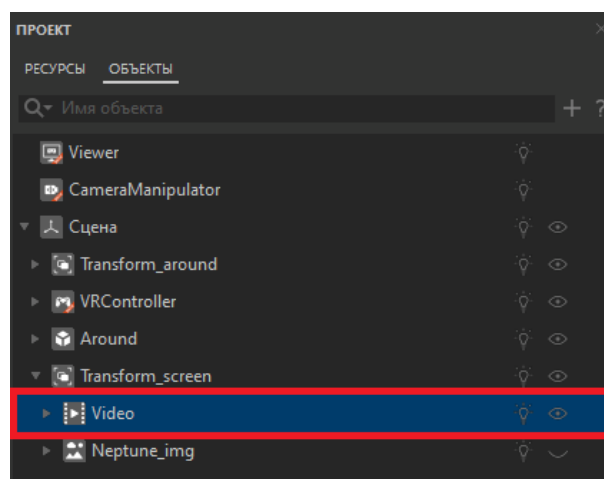 ПРОЕКТ
РЕСУРСЫ ОБЪЕКТЫ
Имя объекта
Viewer
CameraManipulator
Сцена
Transform_around
VRController
Around
Transform_screen
Video
Neptune_img